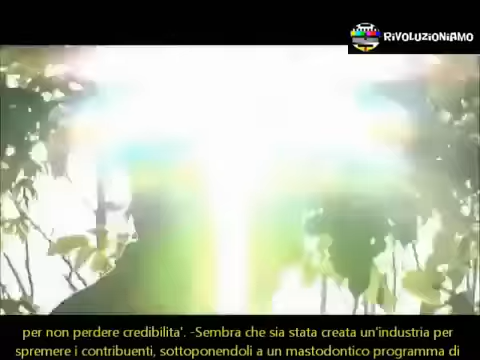 RiVOLUZiONiAMO
per non perdere credibilita'. -Sembra che sia stata creata un'industria per
spremere i contribuenti, sottoponendoli a un mastodontico programma di